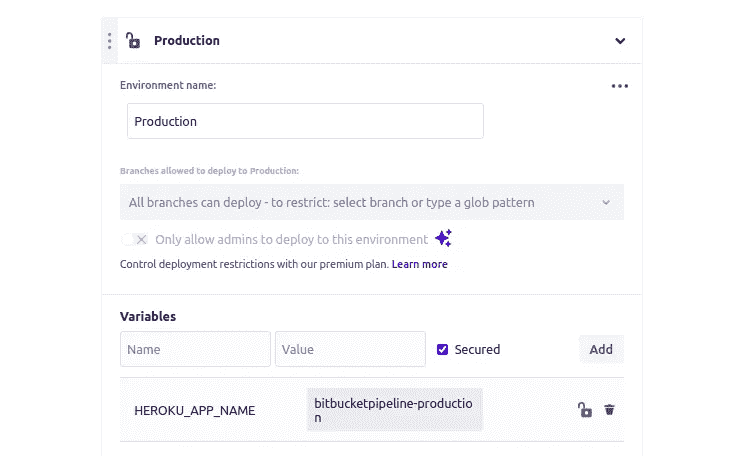 Production
Environment name:
Production
Branches allowed to deploy to Production:
All branches can deploy - to restrict: select branch or type a glob pattern
Only allow admins to deploy to this environment
Control deployment restrictions with our premium plan. Learn more
Variables
Name Value Secured Add
HEROKU_APP_NAME bitbucketpipeline-productio
n